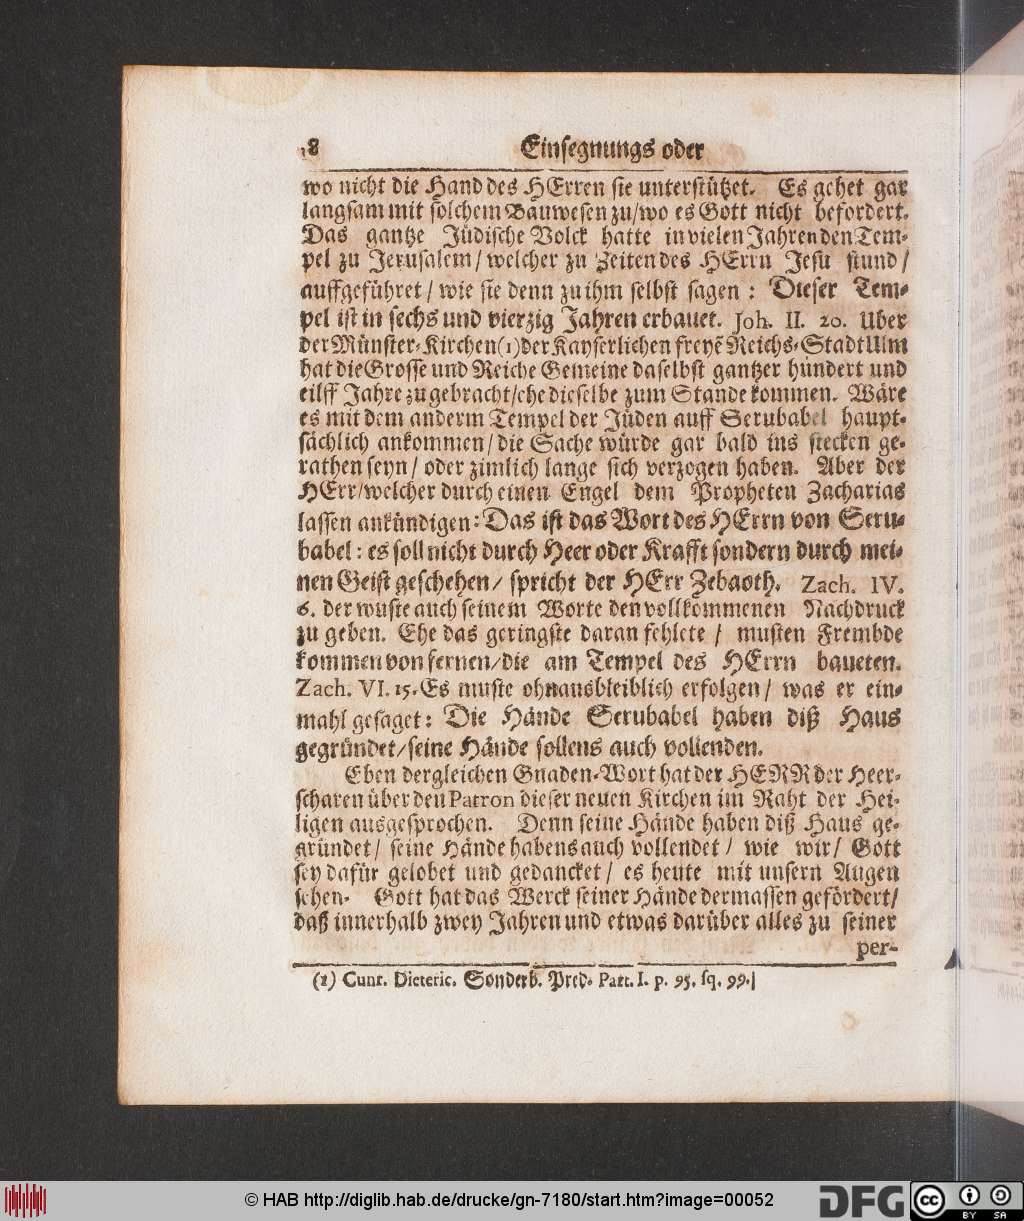 8 Einsegnungs oder
wo nicht die Hand des HErren sie unterstützet. Es gehet gar
langsam mit solchem Bauwesen zu/wo es Gott nicht befordert.
Das gantze Jüdische Volck hatte in vielen Jahren den Tem-
pel zu Jerusalem/ welcher zu Zeiten des HErrn Jesu stund/
auffgeführet/ wie sie denn zu ihm selbst sagen: Dieser Tem-
pel ist in sechs und vierzig Jahren erbauet. Joh. II. 20. Uber
der Münster-Kirchen(1)der Kayserlichen freyē Reichs-Stadt Ulm
hat die Grosse und Reiche Gemeine daselbst gantzer hundert und
eilff Jahre zugebracht/ehe dieselbe zum Stande kommen. Wäre
es mit dem anderm Tempel der Jüden auff Serubabel haupt-
sächlich ankommen/ die Sache würde gar bald ins stecken ge-
rathen seyn/ oder zimlich lange sich verzogen haben. Aber der
HErr/welcher durch einen Engel dem Propheten Zacharias
lassen ankündigen: Das ist das Wort des HErrn von Seru-
babel: es soll nicht durch Heer oder Krafft sondern durch mei-
nen Geist geschehen/ spricht der HErr Zebaoth. Zach. IV.
6. der wuste auch seinem Worte den vollkommenen Nachdruck
zu geben. Ehe das geringste daran fehlete/ musten Frembde
kommen von fernen/die am Tempel des HErrn baueten.
Zach. VI. 15. Es muste ohnausbleiblich erfolgen/ was er ein-
mahl gesaget: Die Hände Serubabel haben diß Haus
gegründet/seine Hände sollens auch vollenden.
Eben dergleichen Gnaden-Wort hat der HERR der Heer-
scharen über den Patron dieser neuen Kirchen im Raht der Hei-
ligen ausgesprochen. Denn seine Hände haben diß Haus ge-
gründet/ seine Hände habens auch vollendet/ wie wir/ Gott
sey dafür gelobet und gedancket/ es heute mit unsern Augen
sehen. Gott hat das Werck seiner Hände dermassen gefördert/
daß innerhalb zwey Jahren und etwas darüber alles zu seiner
per-
(1) Cunr. Dieteric. Sonderb. Pred. Part. I. p. 95. sq. 99.
© HAB http://diglib.hab.de/drucke/gn-7180/start.htm?image=00052
DFG
cc BY SA